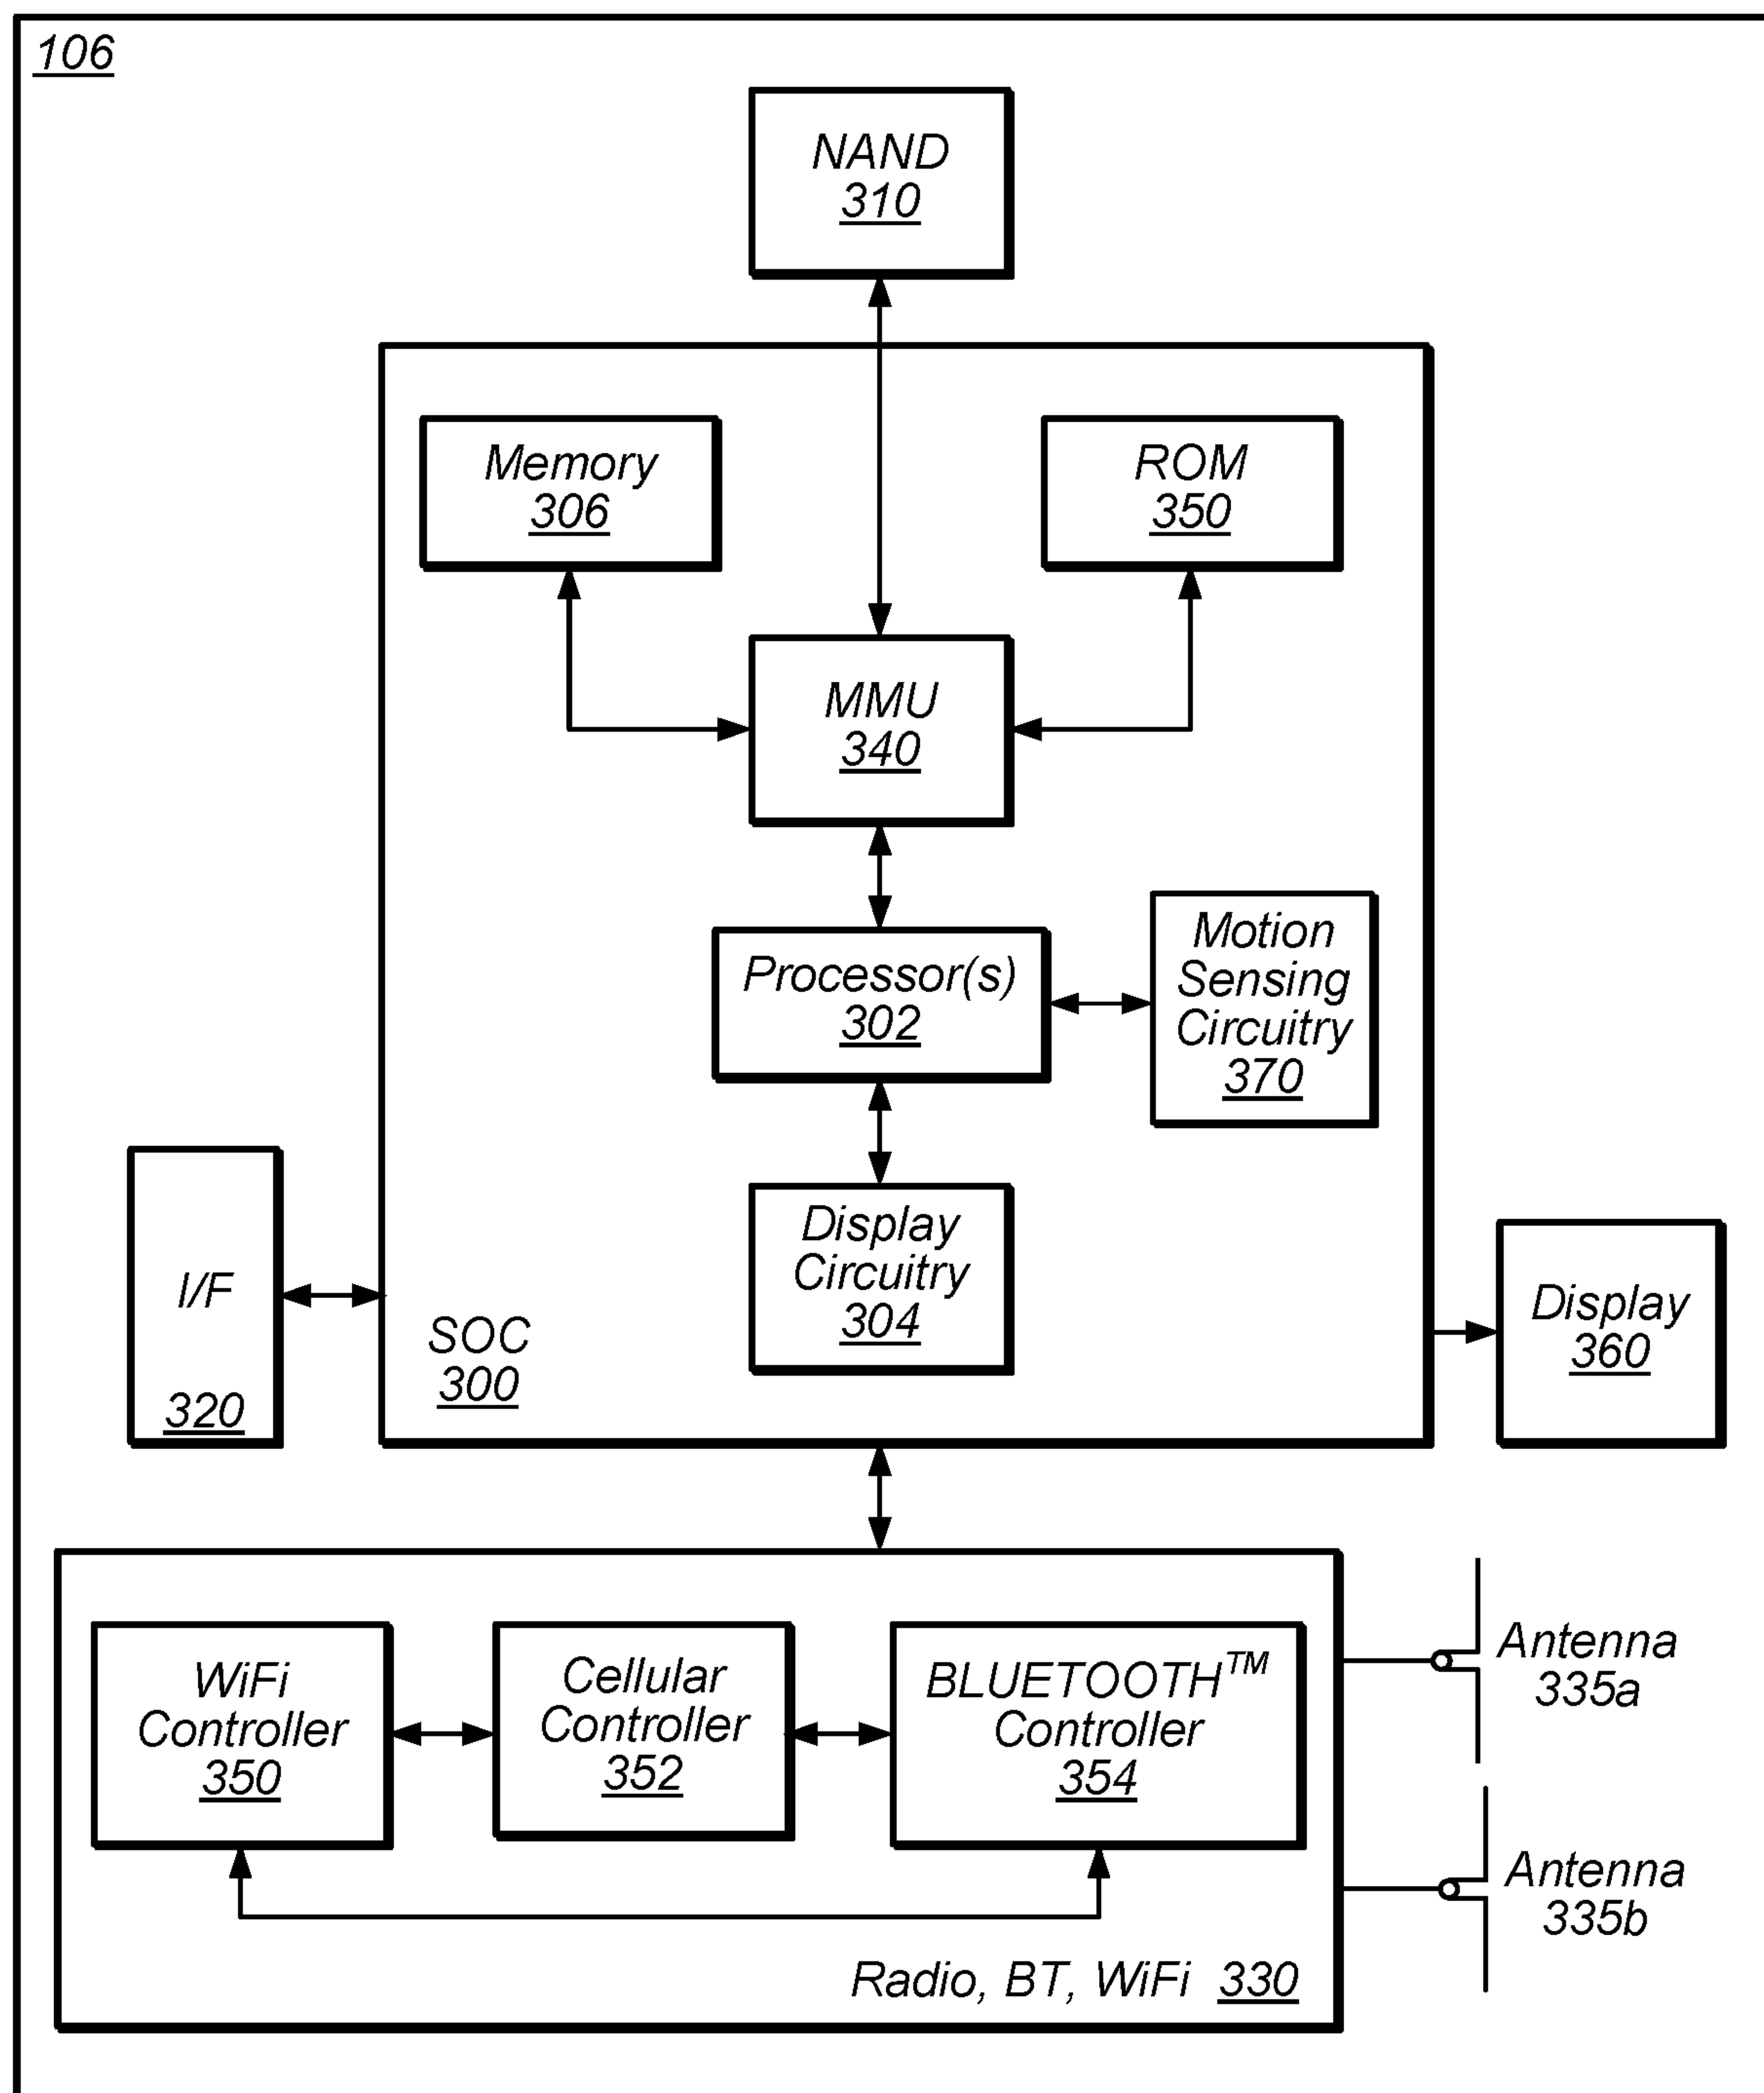 106
NAND
310
Memory
306
ROM
350
MMU
340
Processor(s)
302
Motion
Sensing
Circuitry
370
Display
Circuitry
304
SOC
300
I/F
320
Display
360
WiFi
Controller
350
Cellular
Controller
352
BLUETOOTH™
Controller
354
Radio, BT, WiFi 330
Antenna
335a
Antenna
335b